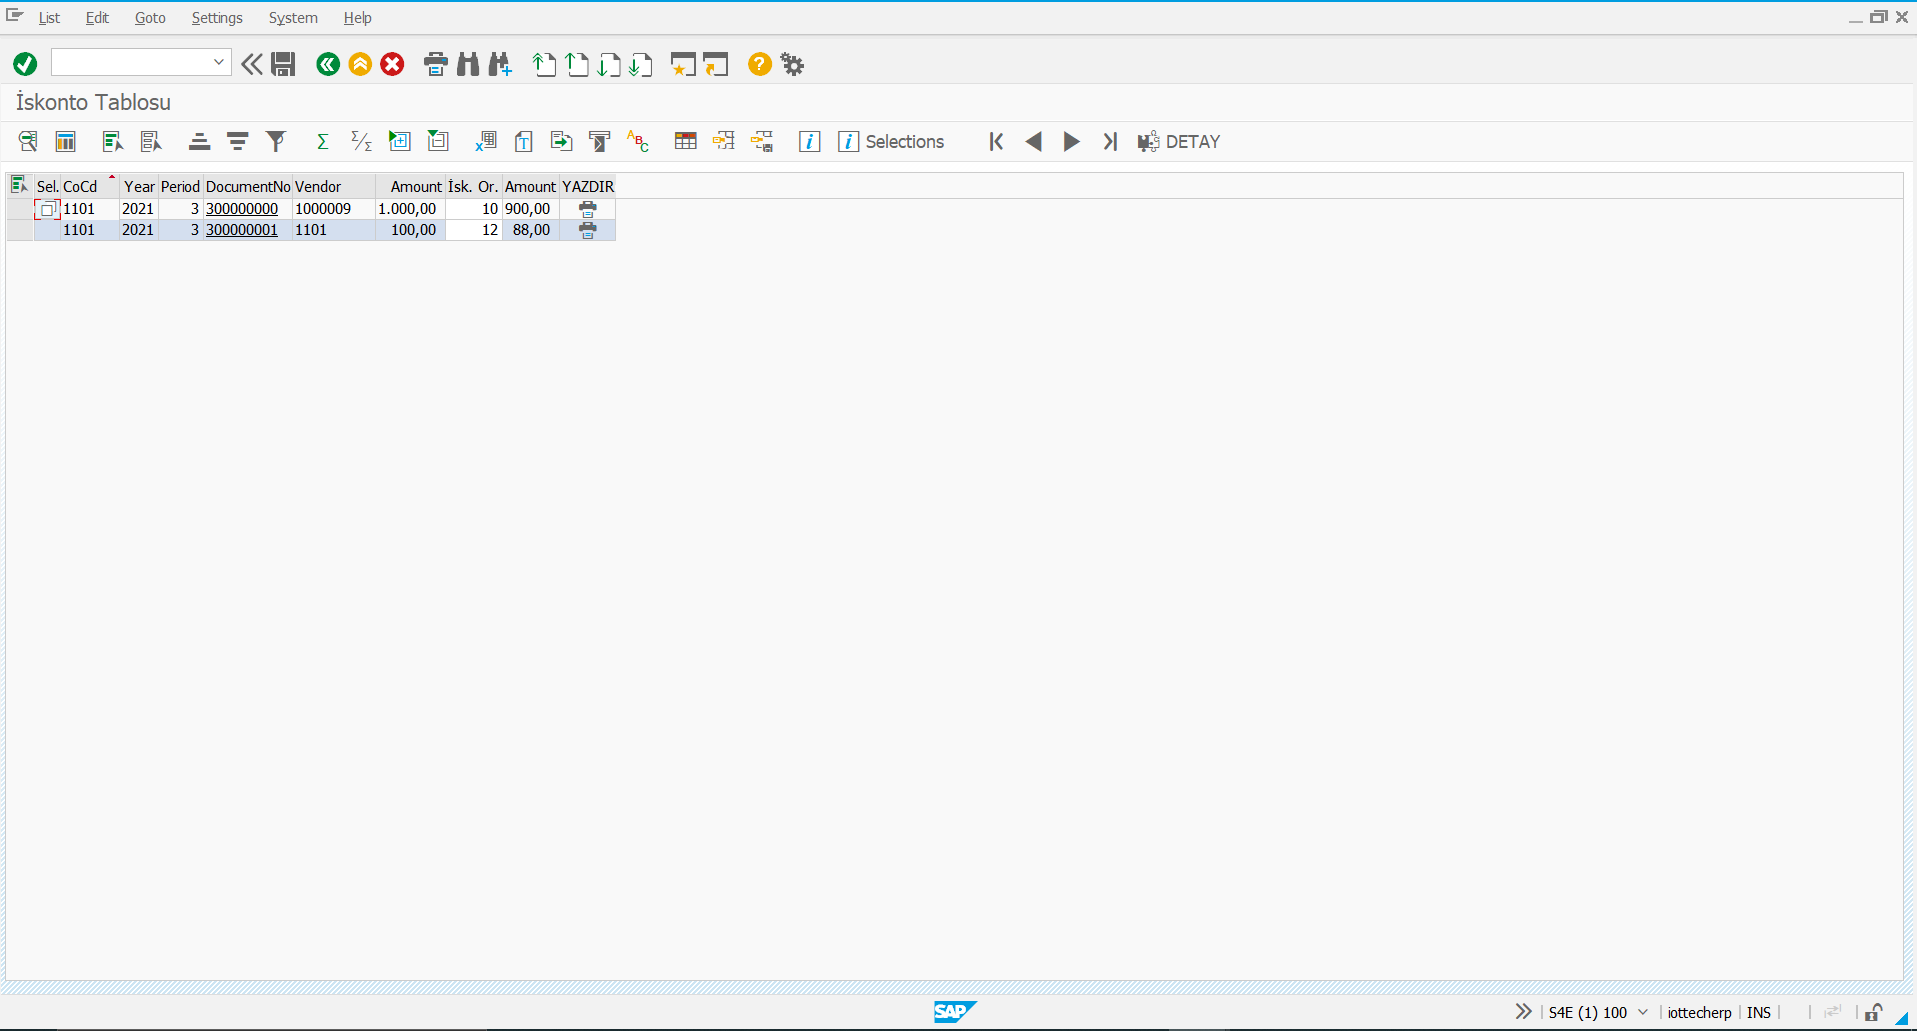 List Edit Goto Settings System Help
İskonto Tablosu
Selections DETAY
Sel. CoCd Year Period DocumentNo Vendor Amount İsk. Or. Amount YAZDIR
1101 2021 3 300000000 1000009 1.000,00 10 900,00
1101 2021 3 300000001 1101 100,00 12 88,00
SAP S4E (1) 100 iottecherp INS